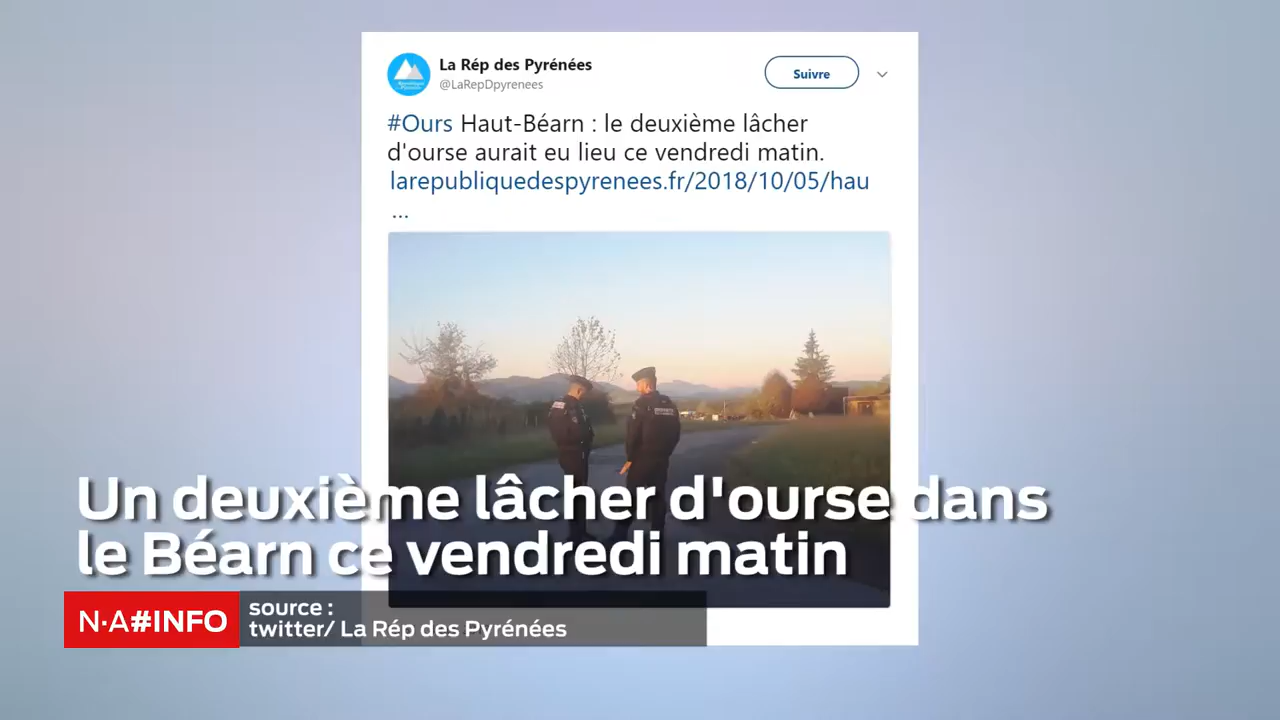 La Rép des Pyrénées
@LaRepDpyrenees
Suivre
#Ours Haut-Béarn : le deuxième lâcher
d'ourse aurait eu lieu ce vendredi matin.
larepubliquedespyrenees.fr/2018/10/05/hau
...
Un deuxième lâcher d'ourse dans
le Béarn ce vendredi matin
N·A#INFO
source :
twitter/ La Rép des Pyrénées